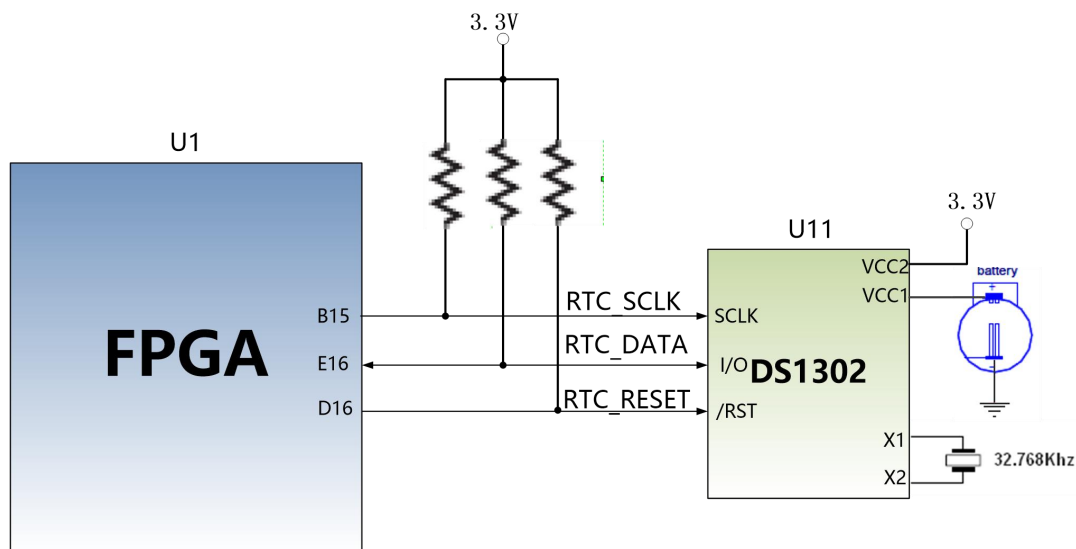 3.3V
U1
3.3V
U11
VCC2
battery
VCC1
+
B15
RTC_SCLK
SCLK
FPGA
E16
RTC_DATA
I/O
DS1302
-
D16
RTC_RESET
/RST
X1
32.768Khz
X2